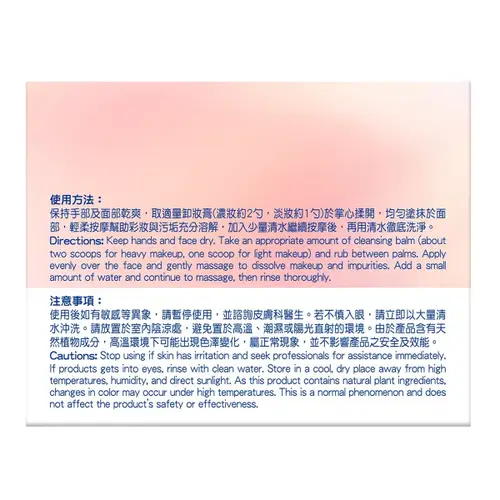 使用方法：
保持手部及面部乾爽，取適量卸妝膏(濃妝約2勺，淡妝約1勺)於掌心揉開，均勻塗抹於面
部，輕柔按摩幫助彩妝與污垢充分溶解，加入少量清水繼續按摩後，再用清水徹底洗淨。
Directions: Keep hands and face dry. Take an appropriate amount of cleansing balm (about
two scoops for heavy makeup, one scoop for light makeup) and rub between palms. Apply
evenly over the face and gently massage to dissolve makeup and impurities. Add a small
amount of water and continue to massage, then rinse thoroughly.
注意事項：
使用後如有敏感等異象，請暫停使用，並諮詢皮膚科醫生。若不慎入眼，請立即以大量清
水沖洗。請放置於室內陰涼處，避免置於高溫、潮濕或陽光直射的環境。由於產品含有天
然植物成分，高溫環境下可能出現色澤變化，屬正常現象，並不影響產品之安全及效能。
Cautions: Stop using if skin has irritation and seek professionals for assistance immediately.
If products gets into eyes, rinse with clean water. Store in a cool, dry place away from high
temperatures, humidity, and direct sunlight. As this product contains natural plant ingredients,
changes in color may occur under high temperatures. This is a normal phenomenon and does
not affect the product's safety or effectiveness.